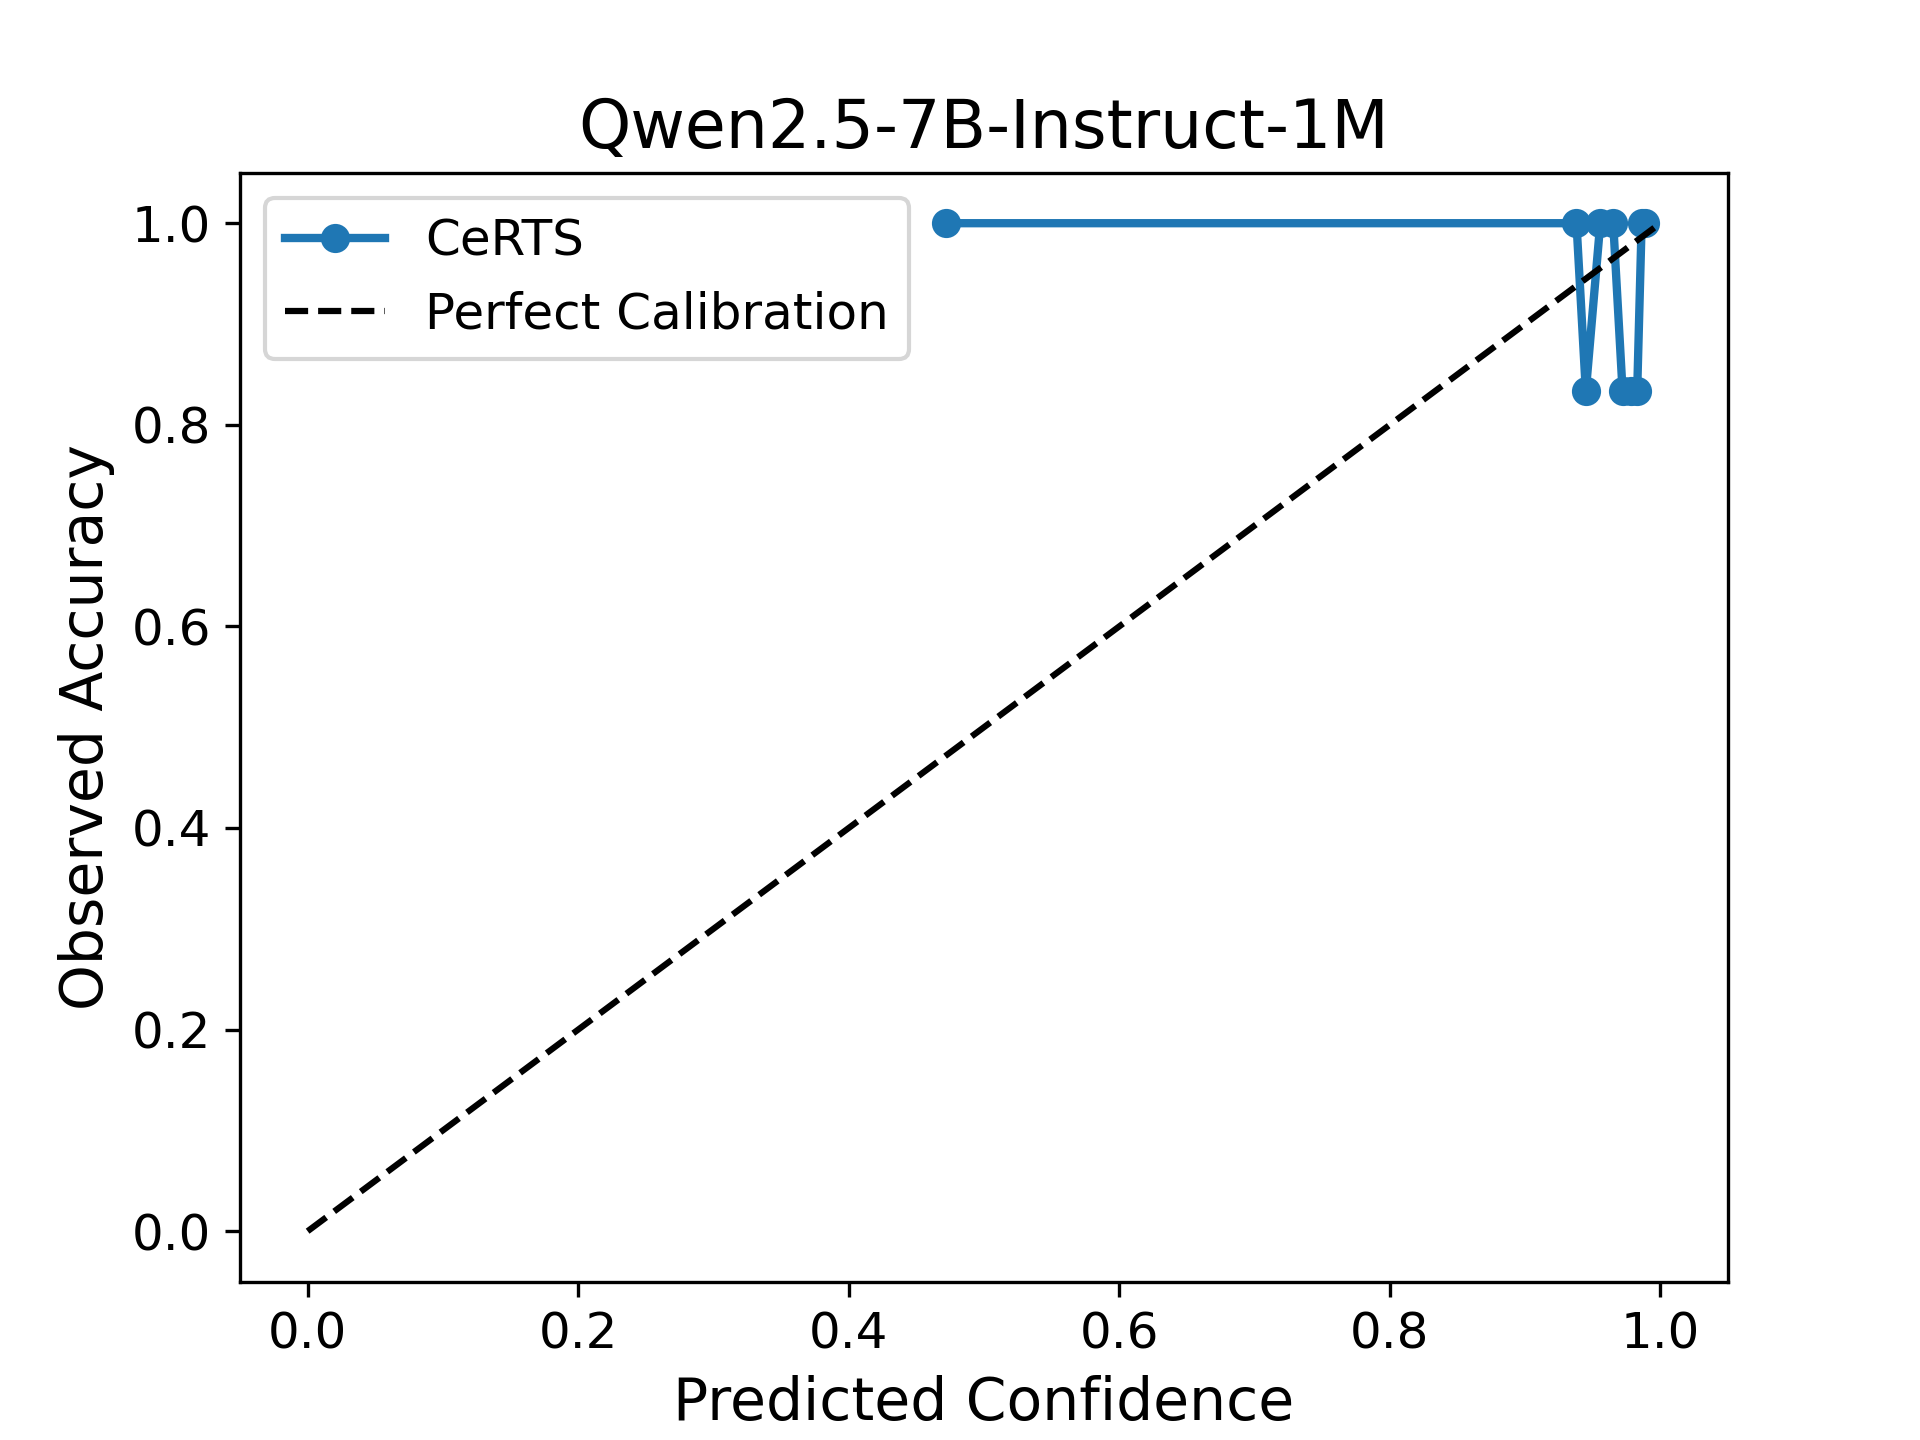 Qwen2.5-7B-Instruct-1M
CeRTS
Perfect Calibration
1.0
0.8
0.6
0.4
0.2
0.0
Observed Accuracy
0.0 0.2 0.4 0.6 0.8 1.0
Predicted Confidence